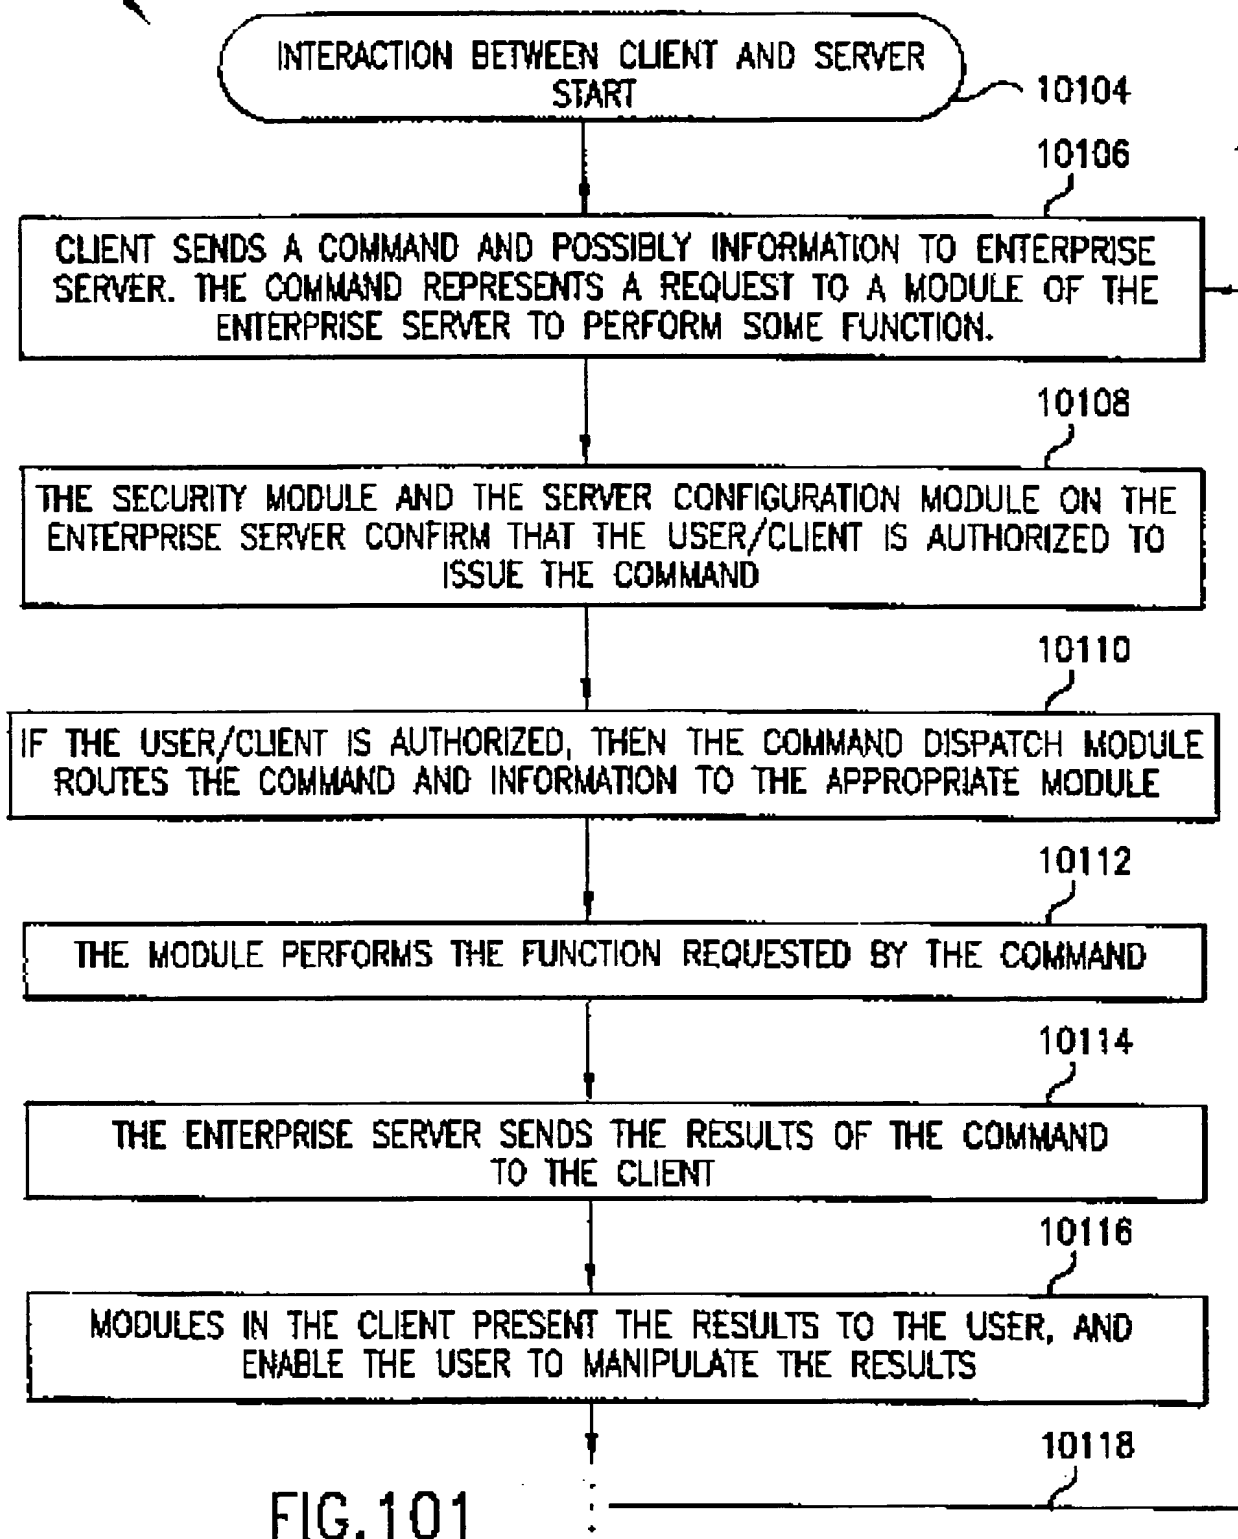 INTERACTION BETWEEN CLIENT AND SERVER
START
10104
10106
CLIENT SENDS A COMMAND AND POSSIBLY INFORMATION TO ENTERPRISE
SERVER. THE COMMAND REPRESENTS A REQUEST TO A MODULE OF THE
ENTERPRISE SERVER TO PERFORM SOME FUNCTION.
10108
THE SECURITY MODULE AND THE SERVER CONFIGURATION MODULE ON THE
ENTERPRISE SERVER CONFIRM THAT THE USER/CLIENT IS AUTHORIZED TO
ISSUE THE COMMAND
10110
IF THE USER/CLIENT IS AUTHORIZED, THEN THE COMMAND DISPATCH MODULE
ROUTES THE COMMAND AND INFORMATION TO THE APPROPRIATE MODULE
10112
THE MODULE PERFORMS THE FUNCTION REQUESTED BY THE COMMAND
10114
THE ENTERPRISE SERVER SENDS THE RESULTS OF THE COMMAND
TO THE CLIENT
10116
MODULES IN THE CLIENT PRESENT THE RESULTS TO THE USER, AND
ENABLE THE USER TO MANIPULATE THE RESULTS
10118
FIG.101